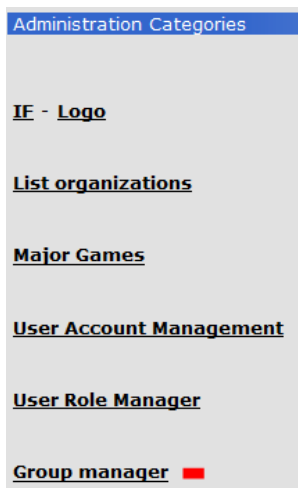 Administration Categories
IF - Logo
List organizations
Major Games
User Account Management
User Role Manager
Group manager